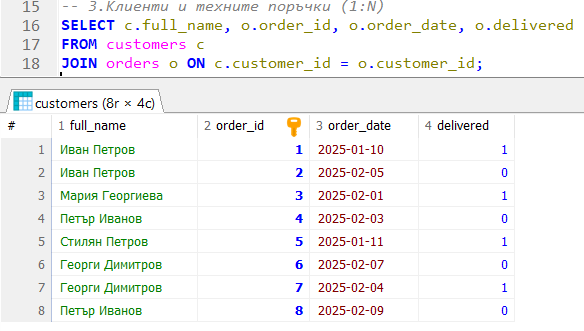 15 -- 3.Клиенти и техните поръчки (1:N)
16 SELECT c.full_name, o.order_id, o.order_date, o.delivered
17 FROM customers c
18 JOIN orders o ON c.customer_id = o.customer_id;
customers (8r × 4c)
# 1 full_name 2 order_id 3 order_date 4 delivered
1 Иван Петров 1 2025-01-10 1
2 Иван Петров 2 2025-02-05 0
3 Мария Георгиева 3 2025-02-01 1
4 Петър Иванов 4 2025-02-03 0
5 Стилян Петров 5 2025-01-11 1
6 Георги Димитров 6 2025-02-07 0
7 Георги Димитров 7 2025-02-04 1
8 Петър Иванов 8 2025-02-09 0